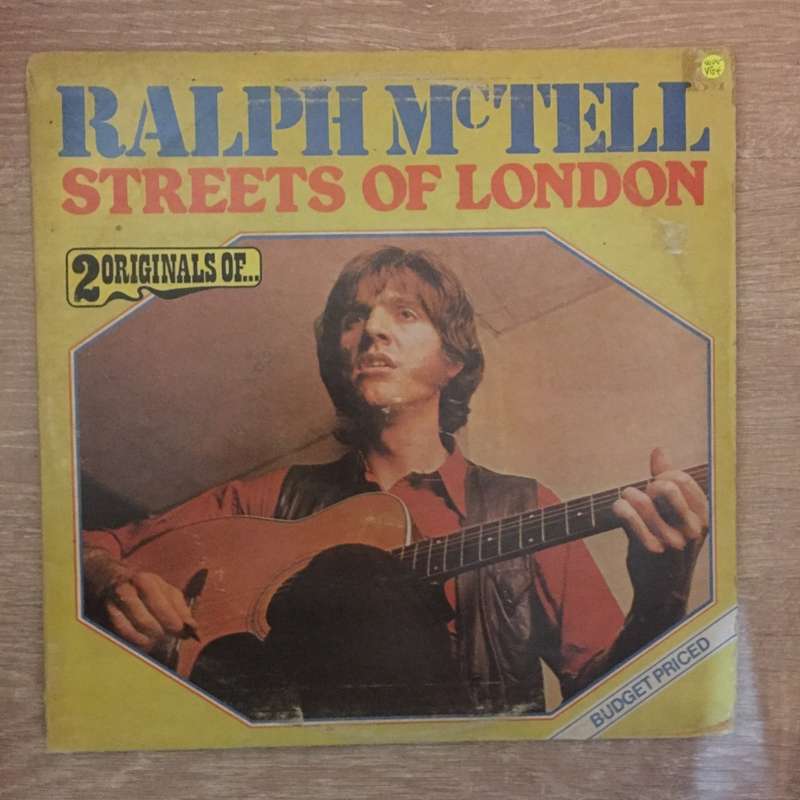 RALPH McTELL
STREETS OF LONDON
2 ORIGINALS OF...
BUDGET PRICED